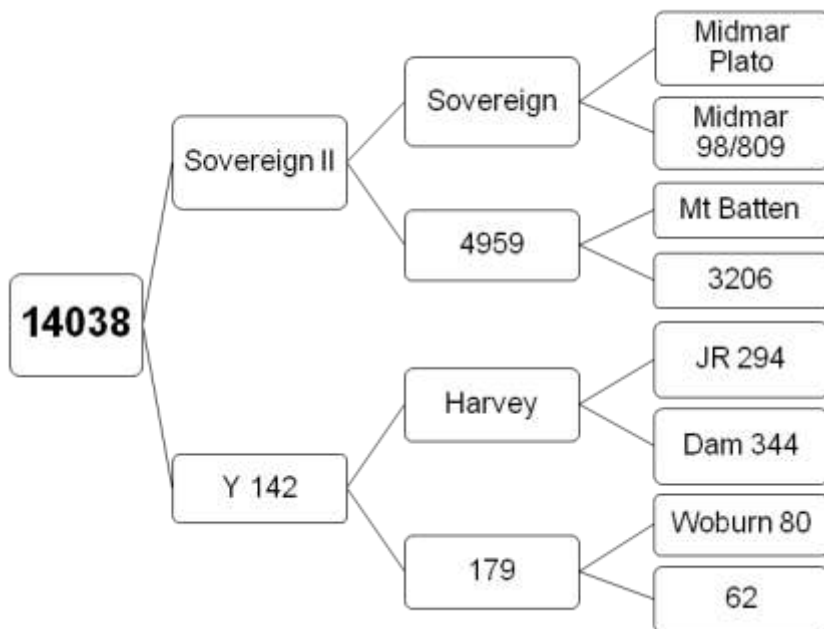 Midmar
Plato
Sovereign
Midmar
98/809
Sovereign II
Mt Batten
4959
3206
14038
JR 294
Harvey
Dam 344
Y 142
Woburn 80
179
62